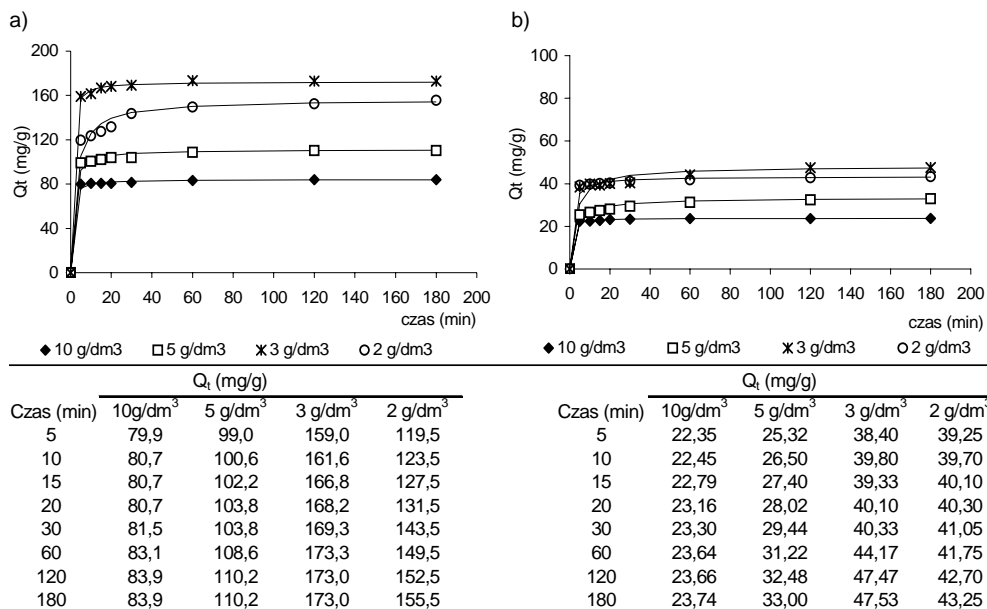 a)
200
160
120
80
40
0
Qt (mg/g)
0 20 40 60 80 100 120 140 160 180 200
czas (min)
◆ 10 g/dm3 □ 5 g/dm3 ж 3 g/dm3 ○ 2 g/dm3
b)
100
80
60
40
20
0
Qt (mg/g)
0 20 40 60 80 100 120 140 160 180 200
czas (min)
◆ 10 g/dm3 □ 5 g/dm3 ж 3 g/dm3 ○ 2 g/dm3
Qt (mg/g)
Czas (min) 10g/dm³ 5 g/dm³ 3 g/dm³ 2 g/dm³
5 79,9 99,0 159,0 119,5
10 80,7 100,6 161,6 123,5
15 80,7 102,2 166,8 127,5
20 80,7 103,8 168,2 131,5
30 81,5 103,8 169,3 143,5
60 83,1 108,6 173,3 149,5
120 83,9 110,2 173,0 152,5
180 83,9 110,2 173,0 155,5
Qt (mg/g)
Czas (min) 10g/dm³ 5 g/dm³ 3 g/dm³ 2 g/dm³
5 22,35 25,32 38,40 39,25
10 22,45 26,50 39,80 39,70
15 22,79 27,40 39,33 40,10
20 23,16 28,02 40,10 40,30
30 23,30 29,44 40,33 41,05
60 23,64 31,22 44,17 41,75
120 23,66 32,48 47,47 42,70
180 23,74 33,00 47,53 43,25